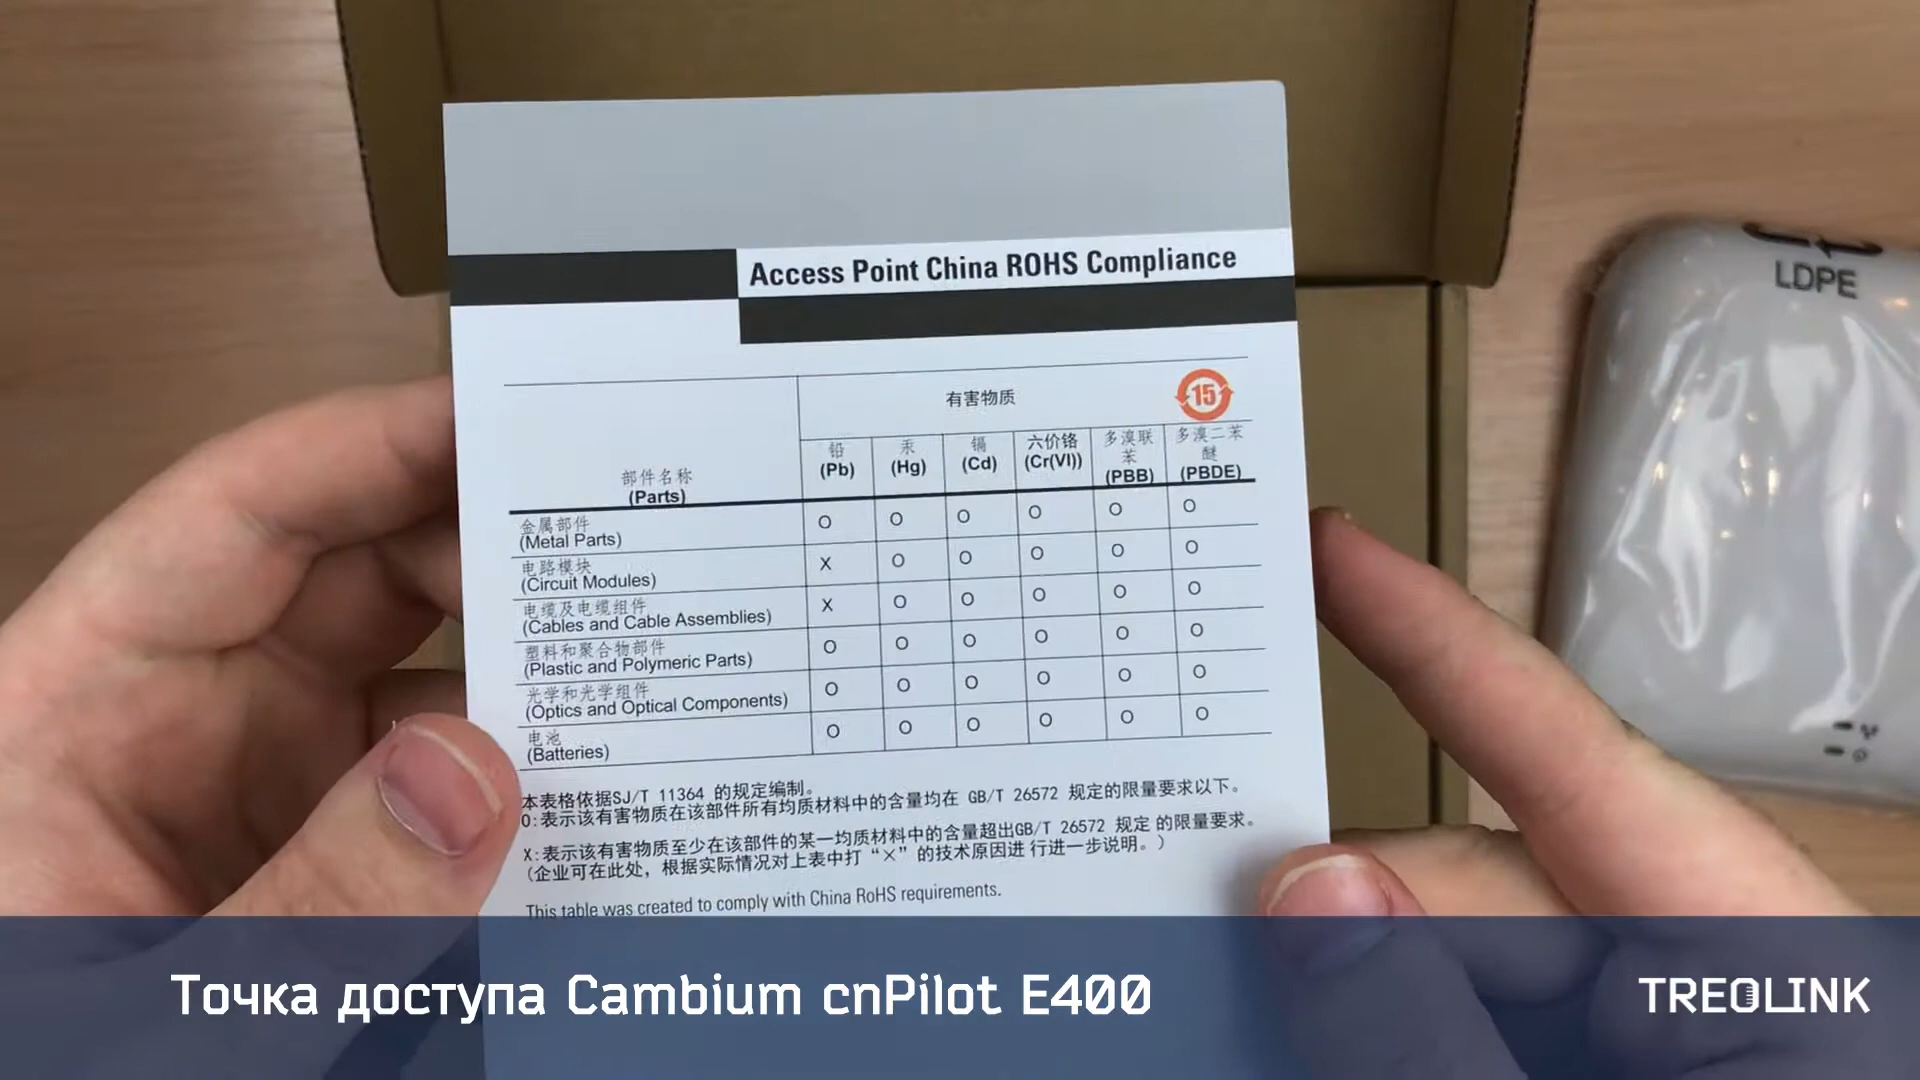 Access Point China ROHS Compliance
有害物质
15
部件名称
(Parts)
铅
(Pb)
汞
(Hg)
镉
(Cd)
六价铬
(Cr(VI))
多溴联
苯
(PBB)
多溴二苯
醚
(PBDE)
金属部件
(Metal Parts)
O O O O O O
电路模块
(Circuit Modules)
X O O O O O
电缆及电缆组件
(Cables and Cable Assemblies)
X O O O O O
塑料和聚合物部件
(Plastic and Polymeric Parts)
O O O O O O
光学和光学组件
(Optics and Optical Components)
O O O O O O
电池
(Batteries)
O O O O O O
本表格依据SJ/T 11364 的规定编制。
O:表示该有害物质在该部件所有均质材料中的含量均在 GB/T 26572 规定的限量要求以下。
X:表示该有害物质至少在该部件的某一均质材料中的含量超出GB/T 26572 规定 的限量要求。
(企业可在此处，根据实际情况对上表中打 “×” 的技术原因进 行进一步说明。)
This table was created to comply with China RoHS requirements.
LDPE
Точка доступа Cambium cnPilot E400
TREOLINK